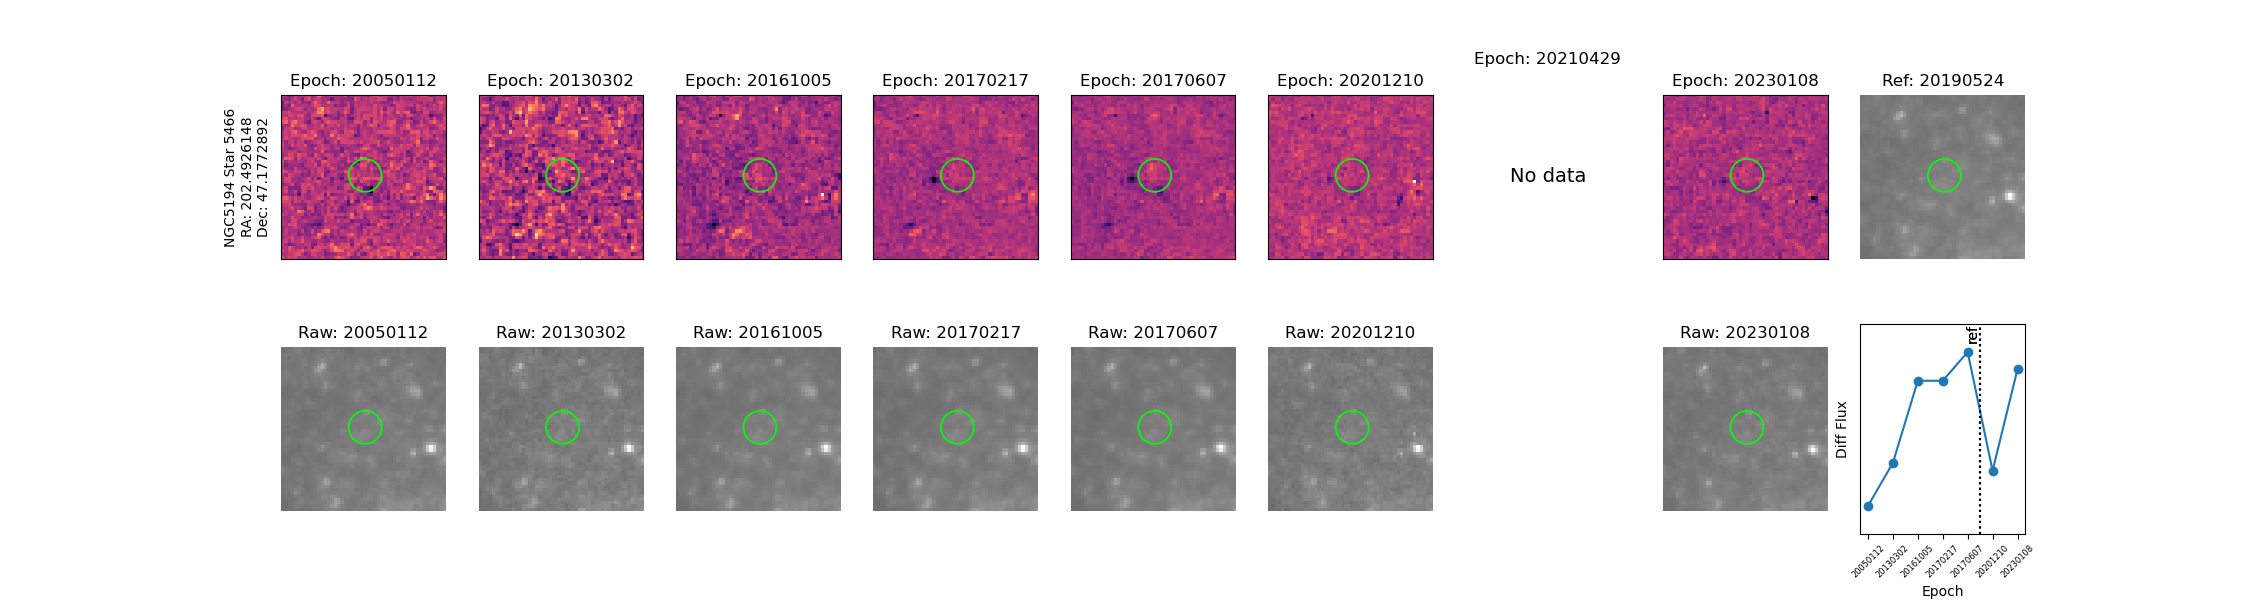 NGC5194 Star 5466
RA: 202.4926148
Dec: 47.1772892
Epoch: 20050112
Epoch: 20130302
Epoch: 20161005
Epoch: 20170217
Epoch: 20170607
Epoch: 20201210
Epoch: 20210429
No data
Epoch: 20230108
Ref: 20190524
Raw: 20050112
Raw: 20130302
Raw: 20161005
Raw: 20170217
Raw: 20170607
Raw: 20201210
Raw: 20230108
ref
Diff Flux
20050112
20130302
20161005
20170217
20170607
20201210
20230108
Epoch